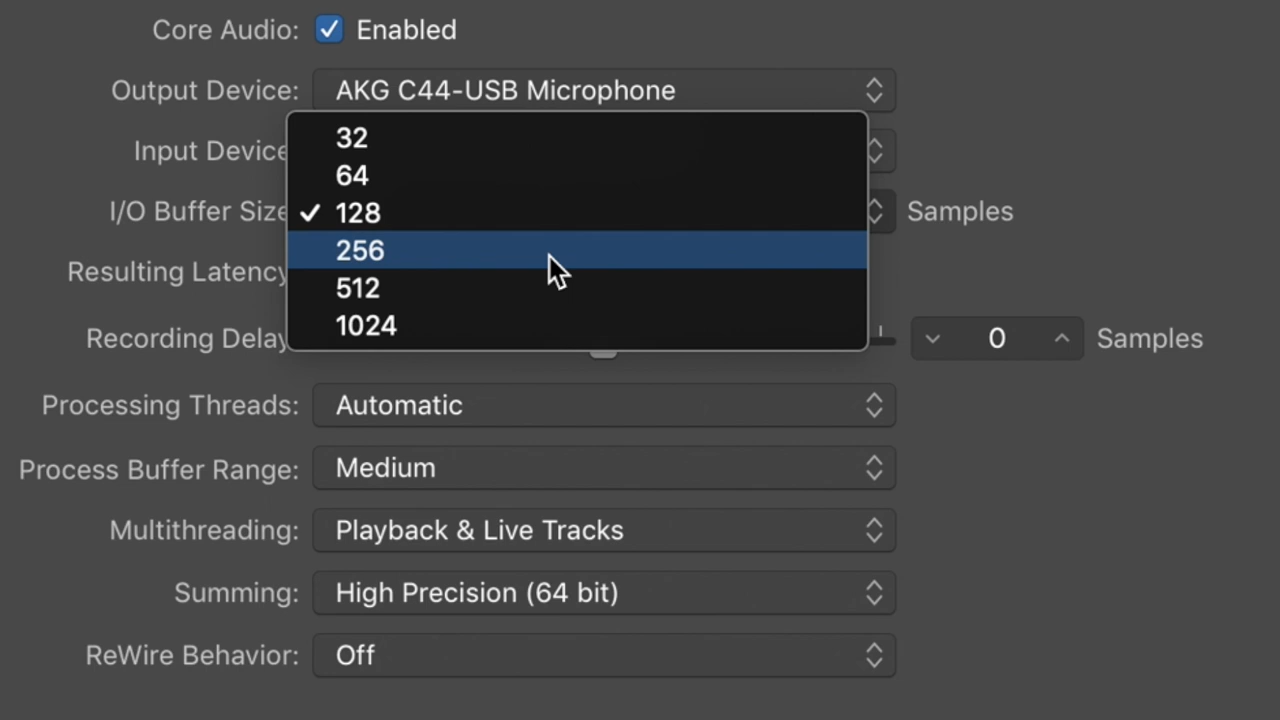 Core Audio: Enabled
Output Device: AKG C44-USB Microphone
32
Input Device
64
I/O Buffer Size 128 Samples
256
Resulting Latency
512
1024
Recording Delay 0 Samples
Processing Threads: Automatic
Process Buffer Range: Medium
Multithreading: Playback & Live Tracks
Summing: High Precision (64 bit)
ReWire Behavior: Off